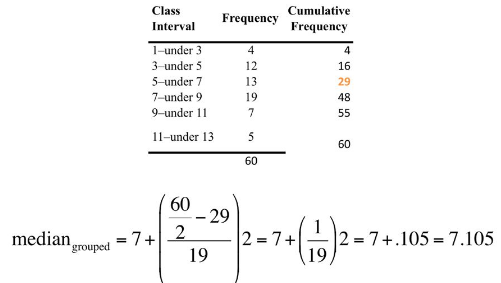 Class Interval Frequency Cumulative Frequency
1–under 3 4 4
3–under 5 12 16
5–under 7 13 29
7–under 9 19 48
9–under 11 7 55
11–under 13 5 60
60
median grouped = 7 + ( (60/2 − 29) / 19 ) 2 = 7 + ( 1/19 ) 2 = 7 + .105 = 7.105